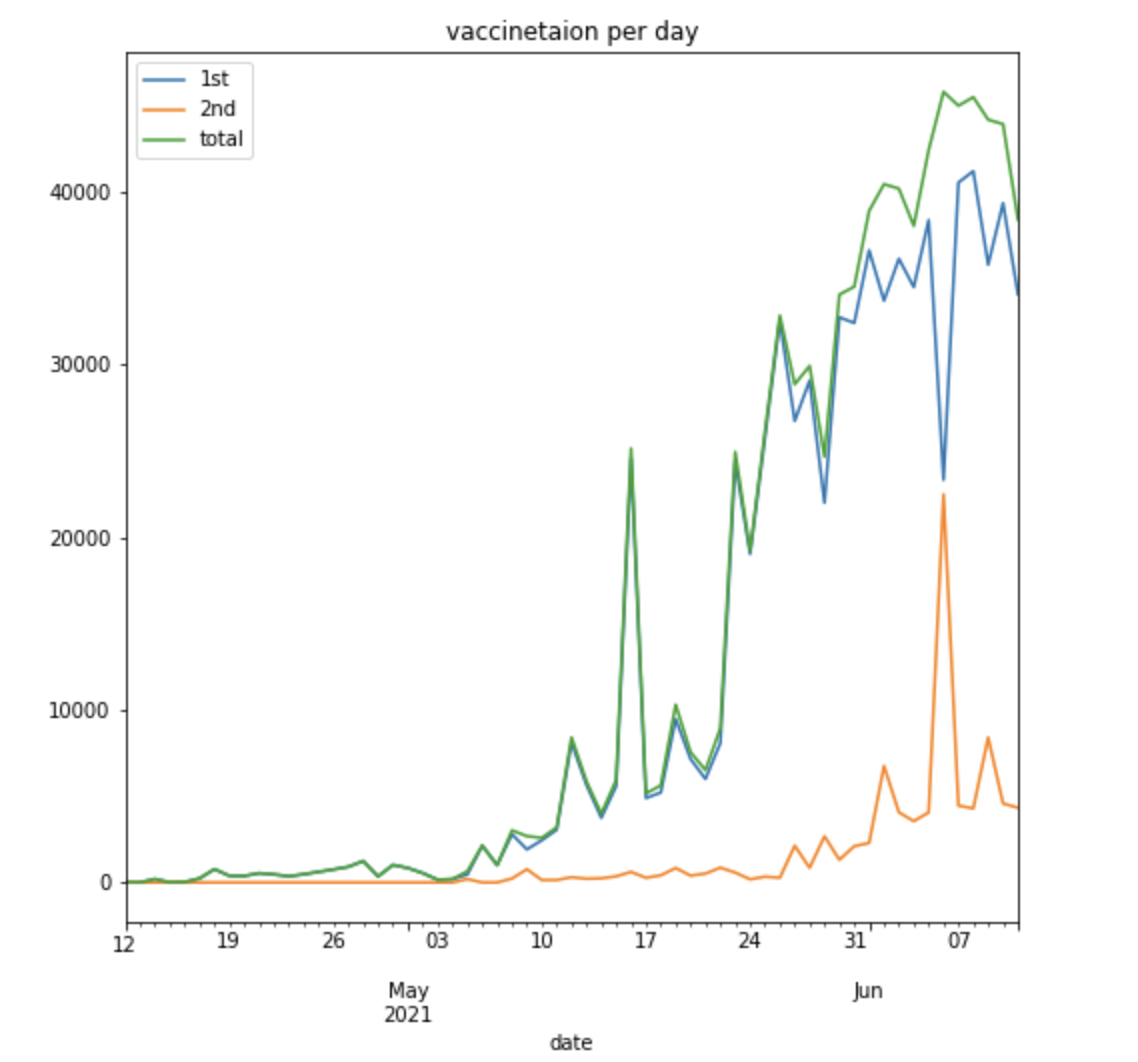 vaccinetaion per day
1st
2nd
total
40000
30000
20000
10000
0
12 19 26 03 10 17 24 31 07
May Jun
2021
date